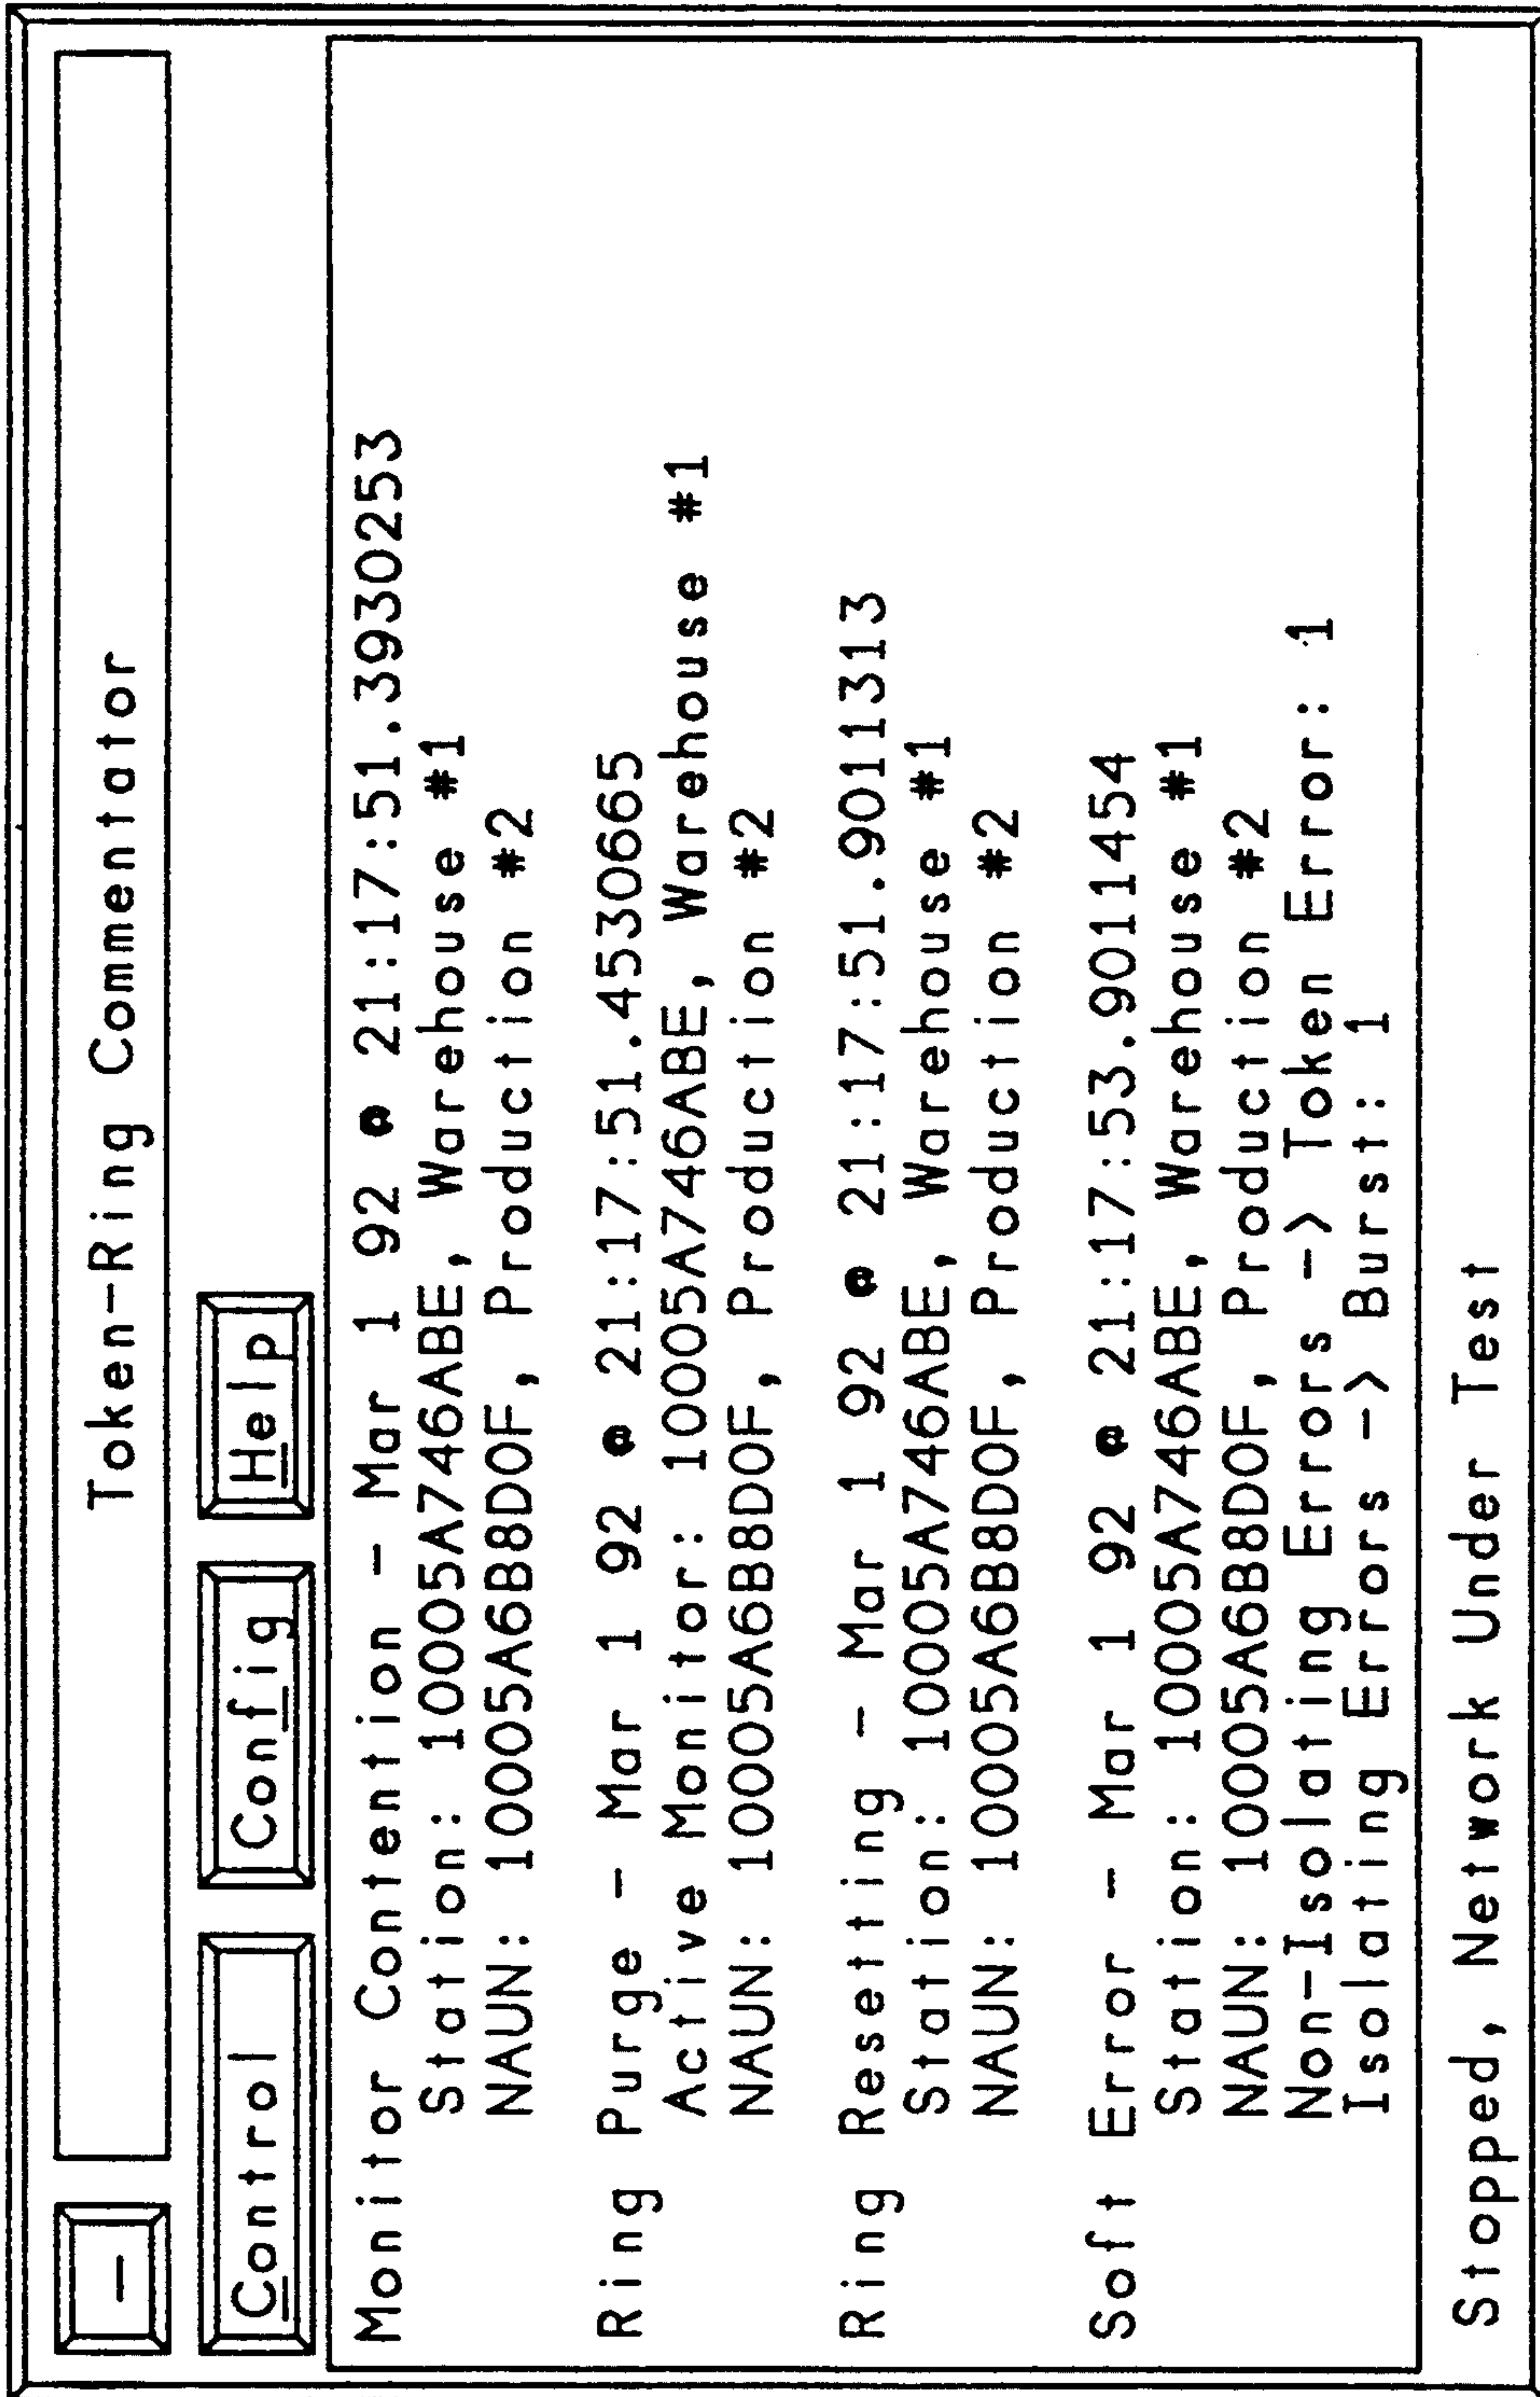 -
Token-Ring Commentator
Control Config Help
Monitor Contention - Mar 1 92 @ 21:17:51.3930253
Station: 10005A746ABE, Warehouse #1
NAUN: 10005A6B8D0F, Production #2
Ring Purge - Mar 1 92 @ 21:17:51.4530665
Active Monitor: 10005A746ABE, Warehouse #1
NAUN: 10005A6B8D0F, Production #2
Ring Resetting - Mar 1 92 @ 21:17:51.9011313
Station: 10005A746ABE, Warehouse #1
NAUN: 10005A6B8D0F, Production #2
Soft Error - Mar 1 92 @ 21:17:53.9011454
Station: 10005A746ABE, Warehouse #1
NAUN: 10005A6B8D0F, Production #2
Non-Isolating Errors -> Token Error: 1
Isolating Errors -> Burst: 1
Stopped, Network Under Test